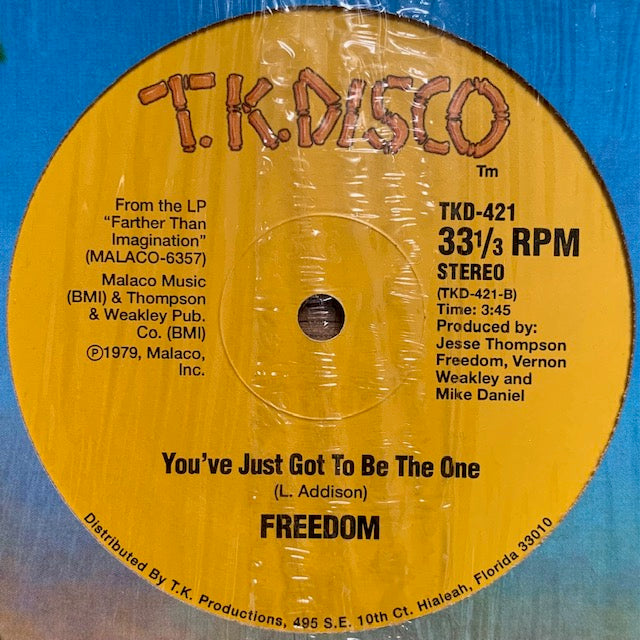 T.K.DISCO
Tm
From the LP
“Farther Than
Imagination”
(MALACO-6357)
Malaco Music
(BMI) & Thompson
& Weakley Pub.
Co. (BMI)
℗1979, Malaco,
Inc.
TKD-421
33 1/3 RPM
STEREO
(TKD-421-B)
Time: 3:45
Produced by:
Jesse Thompson
Freedom, Vernon
Weakley and
Mike Daniel
You've Just Got To Be The One
(L. Addison)
FREEDOM
Distributed By T.K. Productions, 495 S.E. 10th Ct. Hialeah, Florida 33010